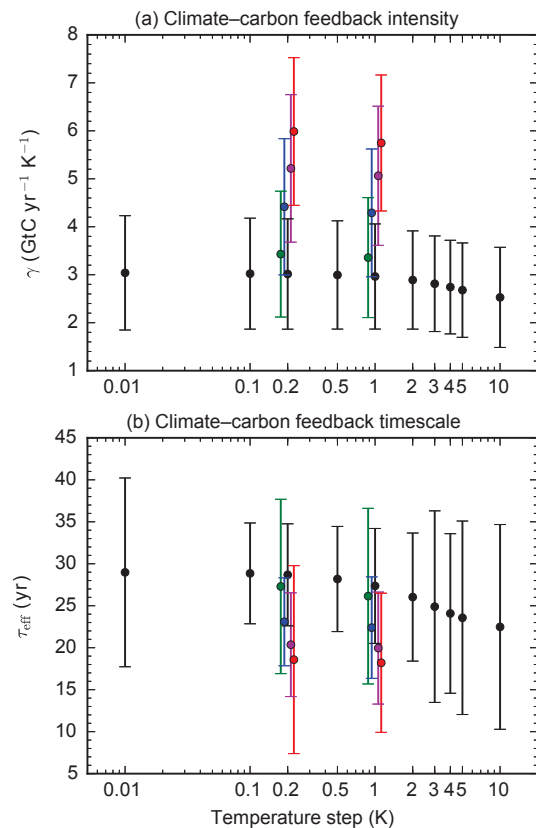 (a) Climate–carbon feedback intensity
8
7
6
5
4
3
2
1
γ (GtC yr⁻¹ K⁻¹)
0.01 0.1 0.2 0.5 1 2 3 4 5 10
(b) Climate–carbon feedback timescale
45
40
35
30
25
20
15
10
5
τeff (yr)
0.01 0.1 0.2 0.5 1 2 3 4 5 10
Temperature step (K)